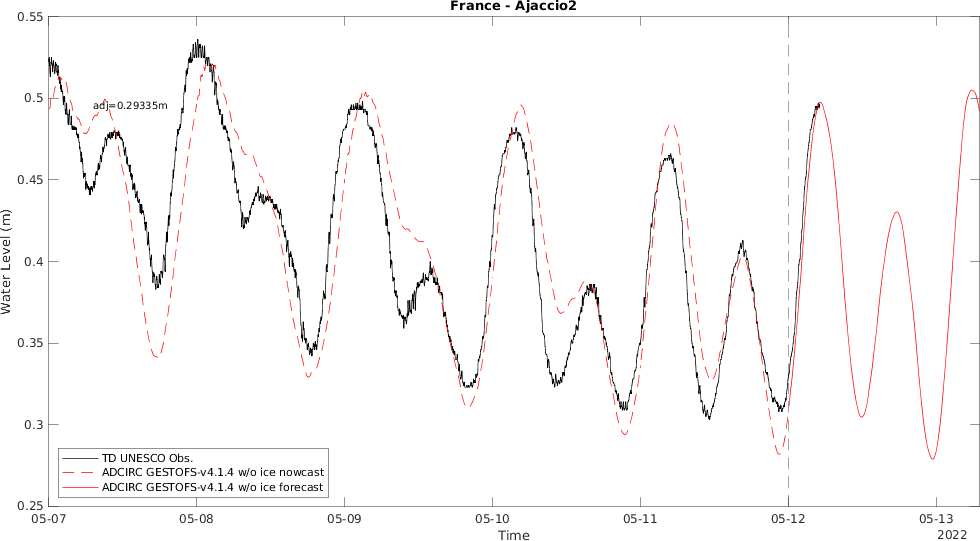 France - Ajaccio2
0.55
0.5
0.45
0.4
0.35
0.3
0.25
Water Level (m)
adj=0.29335m
TD UNESCO Obs.
ADCIRC GESTOFS-v4.1.4 w/o ice nowcast
ADCIRC GESTOFS-v4.1.4 w/o ice forecast
05-07 05-08 05-09 05-10 05-11 05-12 05-13
Time
2022